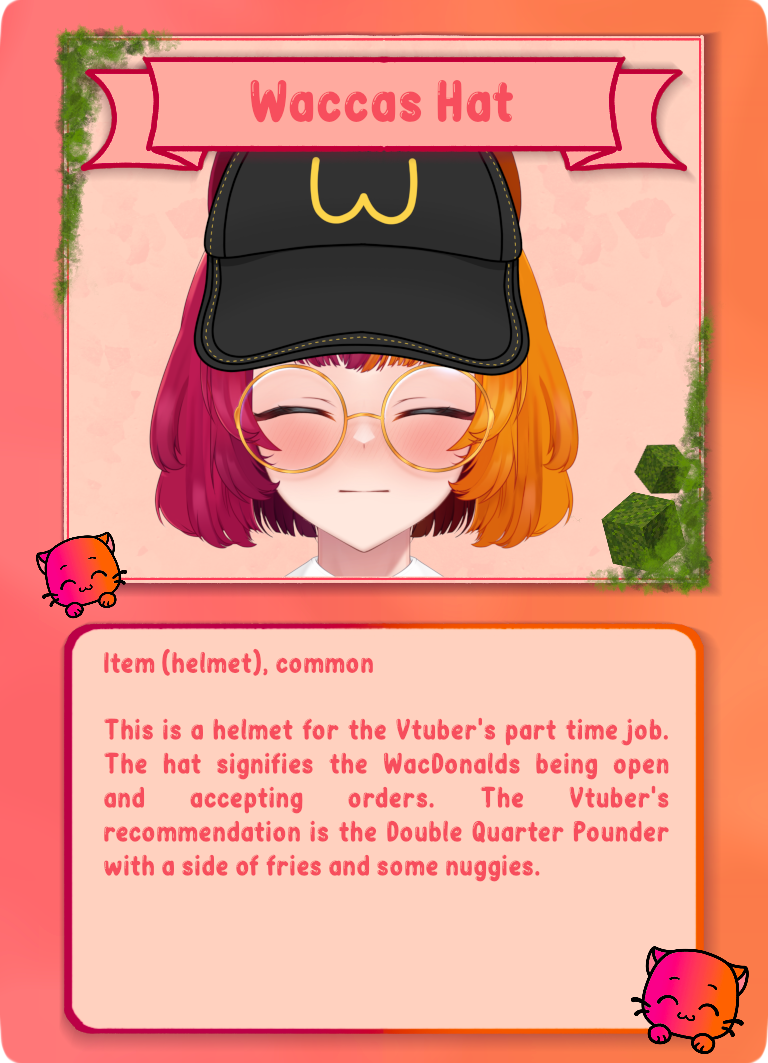 Waccas Hat
W
Item (helmet), common
This is a helmet for the Vtuber's part time job.
The hat signifies the WacDonalds being open
and accepting orders. The Vtuber's
recommendation is the Double Quarter Pounder
with a side of fries and some nuggies.